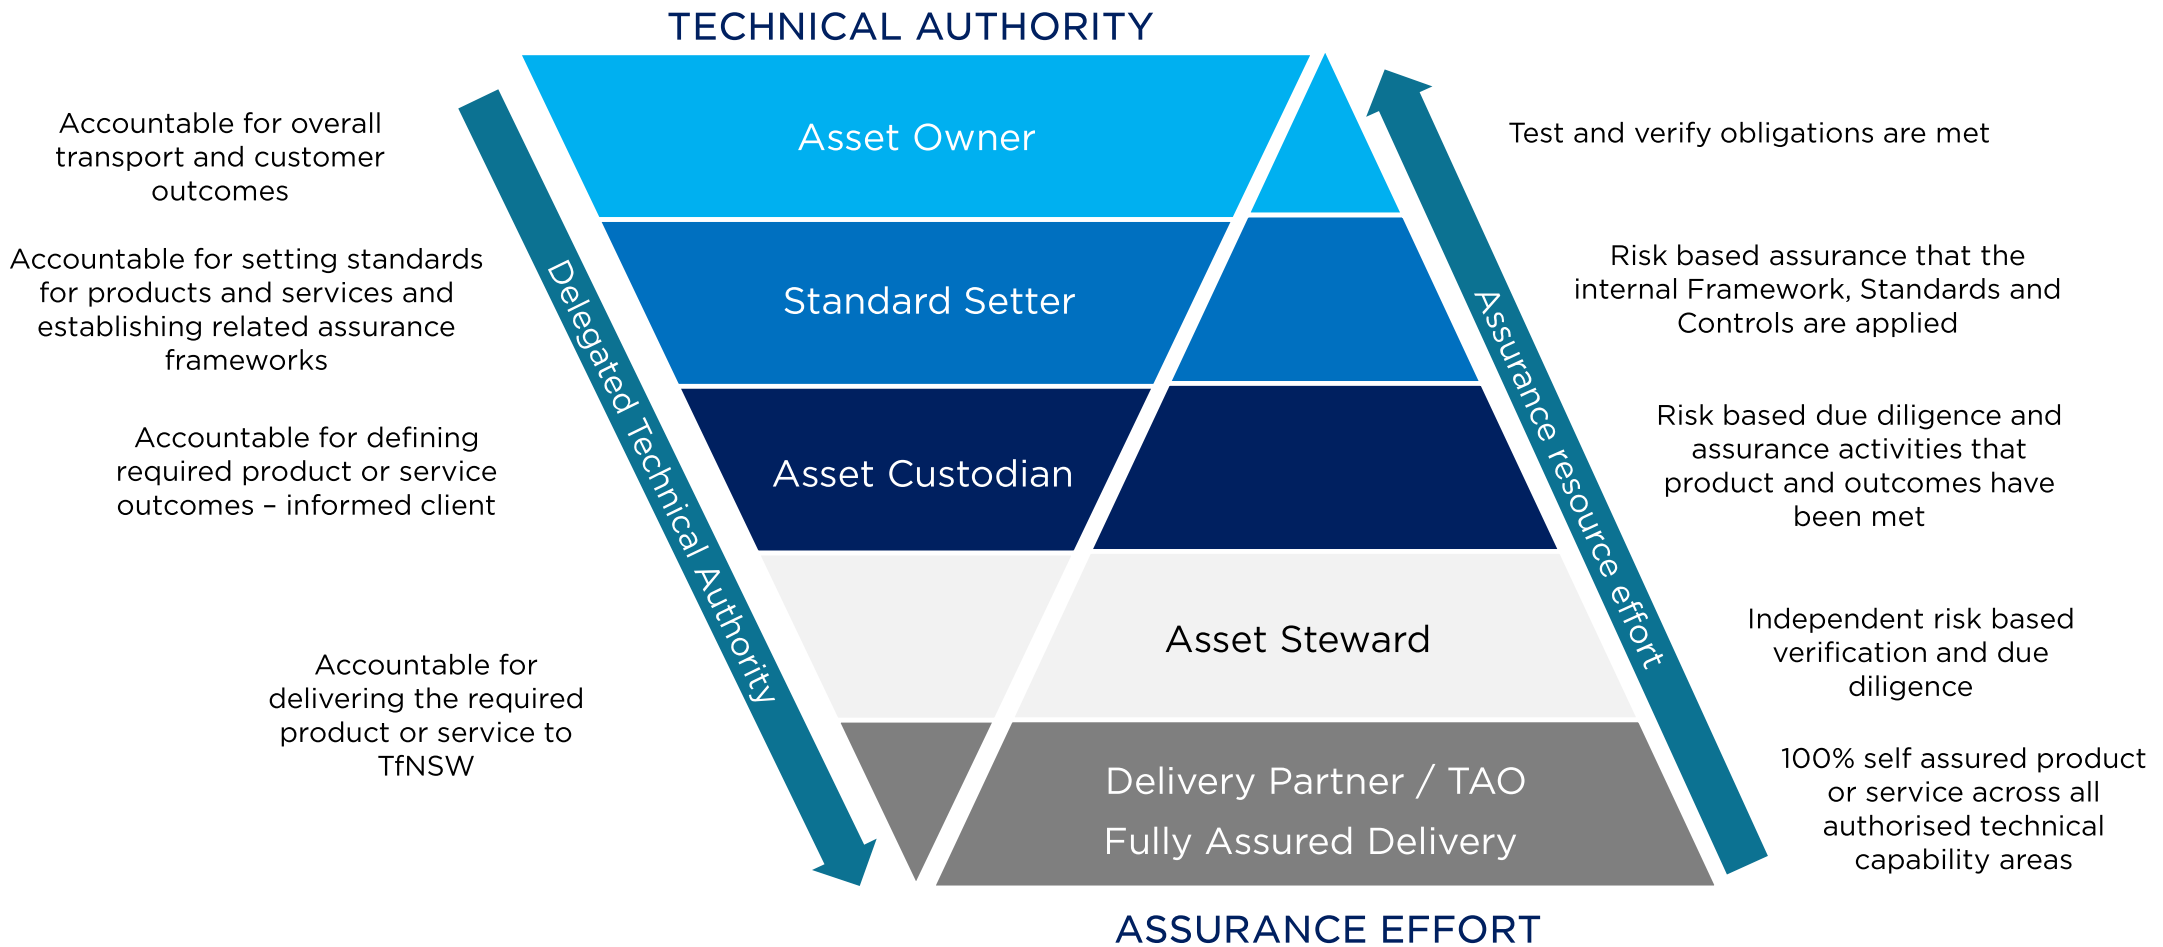 TECHNICAL AUTHORITY
Accountable for overall
transport and customer
outcomes
Asset Owner
Test and verify obligations are met
Accountable for setting standards
for products and services and
establishing related assurance
frameworks
Standard Setter
Risk based assurance that the
internal Framework, Standards and
Controls are applied
Delegated Technical Authority
Assurance resource effort
Accountable for defining
required product or service
outcomes – informed client
Asset Custodian
Risk based due diligence and
assurance activities that
product and outcomes have
been met
Asset Steward
Independent risk based
verification and due
diligence
Accountable for
delivering the required
product or service to
TfNSW
Delivery Partner / TAO
Fully Assured Delivery
100% self assured product
or service across all
authorised technical
capability areas
ASSURANCE EFFORT